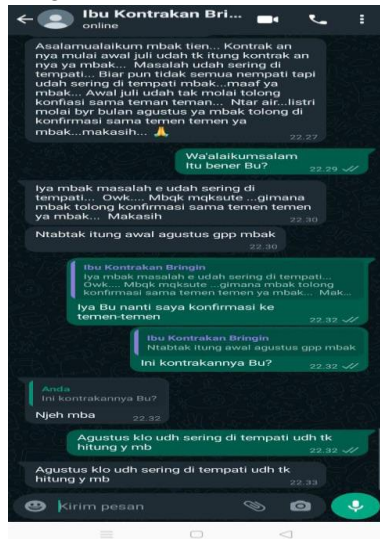 Ibu Kontrakan Bri...
online
Asalamualaikum mbak tien... Kontrak an
nya mulai awal juli udah tk itung kontrak an
nya ya mbak... Masalah udah sering di
tempati... Biar pun tidak semua nempati tapi
udah sering di tempati mbak...maaf ya
mbak... Awal juli udah tak molai tolong
konfiasi sama teman teman... Ntar air...listri
molai byr bulan agustus ya mbak tolong di
konfirmasi sama temen temen ya
mbak...makasih... 🙏
22.27
Wa'alaikumsalam
Itu bener Bu?
22.29
Iya mbak masalah e udah sering di
tempati... Owk.... Mbqk mqksute ...gimana
mbak tolong konfirmasi sama temen temen
ya mbak... Makasih
22.30
Ntabtak itung awal agustus gpp mbak
22.30
Ibu Kontrakan Bringin
Iya mbak masalah e udah sering di tempati...
Owk.... Mbqk mqksute ...gimana mbak tolong
konfirmasi sama temen temen ya mbak... Mak...
Iya Bu nanti saya konfirmasi ke
temen-temen
22.32
Ibu Kontrakan Bringin
Ntabtak itung awal agustus gpp mbak
Ini kontrakannya Bu?
22.32
Anda
Ini kontrakannya Bu?
Njeh mba
22.32
Agustus klo udh sering di tempati udh tk
hitung y mb
22.32
Agustus klo udh sering di tempati udh tk
hitung y mb
22.33
Kirim pesan